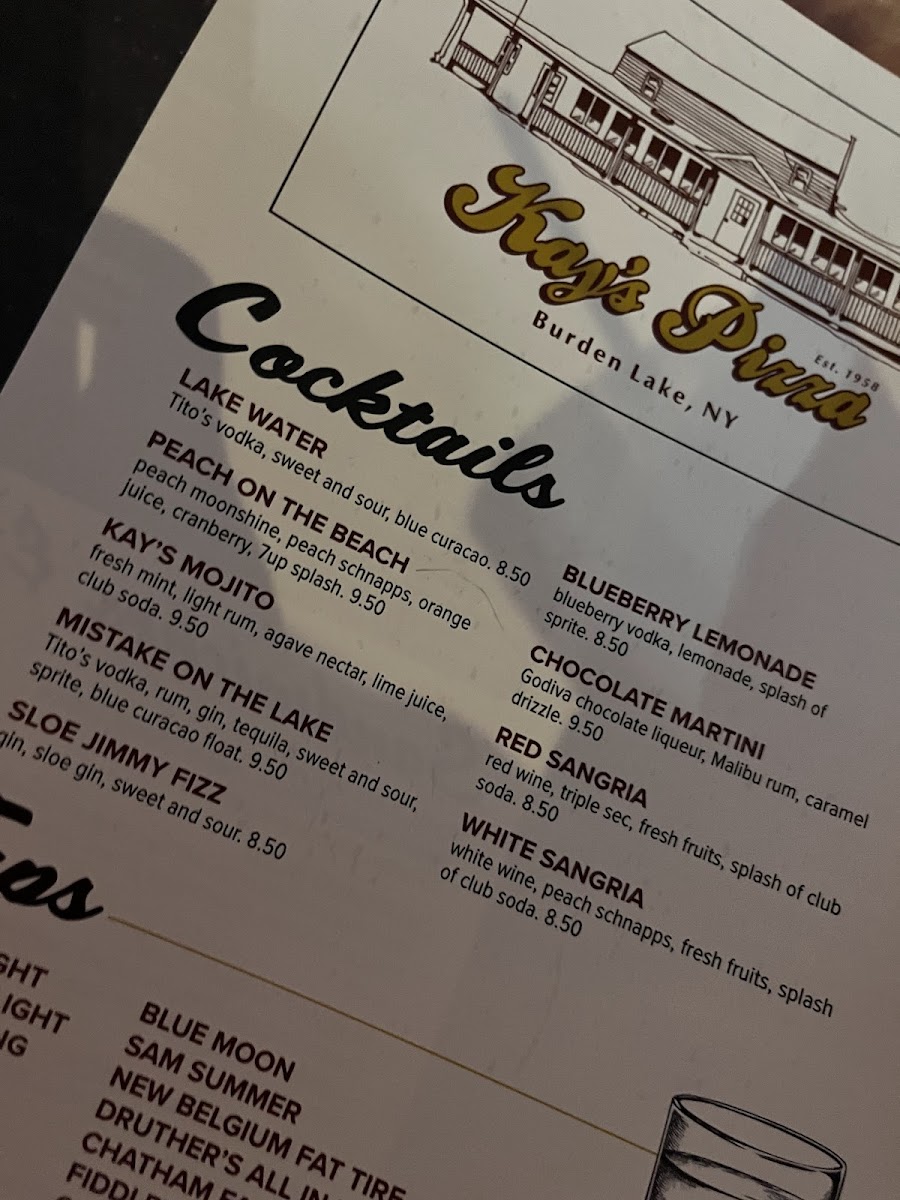 Kay's Pizza
Est. 1958
Burden Lake, NY
Cocktails
LAKE WATER
Tito's vodka, sweet and sour, blue curacao. 8.50
PEACH ON THE BEACH
peach moonshine, peach schnapps, orange
juice, cranberry, 7up splash. 9.50
KAY'S MOJITO
fresh mint, light rum, agave nectar, lime juice,
club soda. 9.50
MISTAKE ON THE LAKE
Tito's vodka, rum, gin, tequila, sweet and sour,
sprite, blue curacao float. 9.50
SLOE JIMMY FIZZ
gin, sloe gin, sweet and sour. 8.50
BLUEBERRY LEMONADE
blueberry vodka, lemonade, splash of
sprite. 8.50
CHOCOLATE MARTINI
Godiva chocolate liqueur, Malibu rum, caramel
drizzle. 9.50
RED SANGRIA
red wine, triple sec, fresh fruits, splash of club
soda. 8.50
WHITE SANGRIA
white wine, peach schnapps, fresh fruits, splash
of club soda. 8.50
BLUE MOON
SAM SUMMER
NEW BELGIUM FAT TIRE
DRUTHER'S ALL IN
CHATHAM